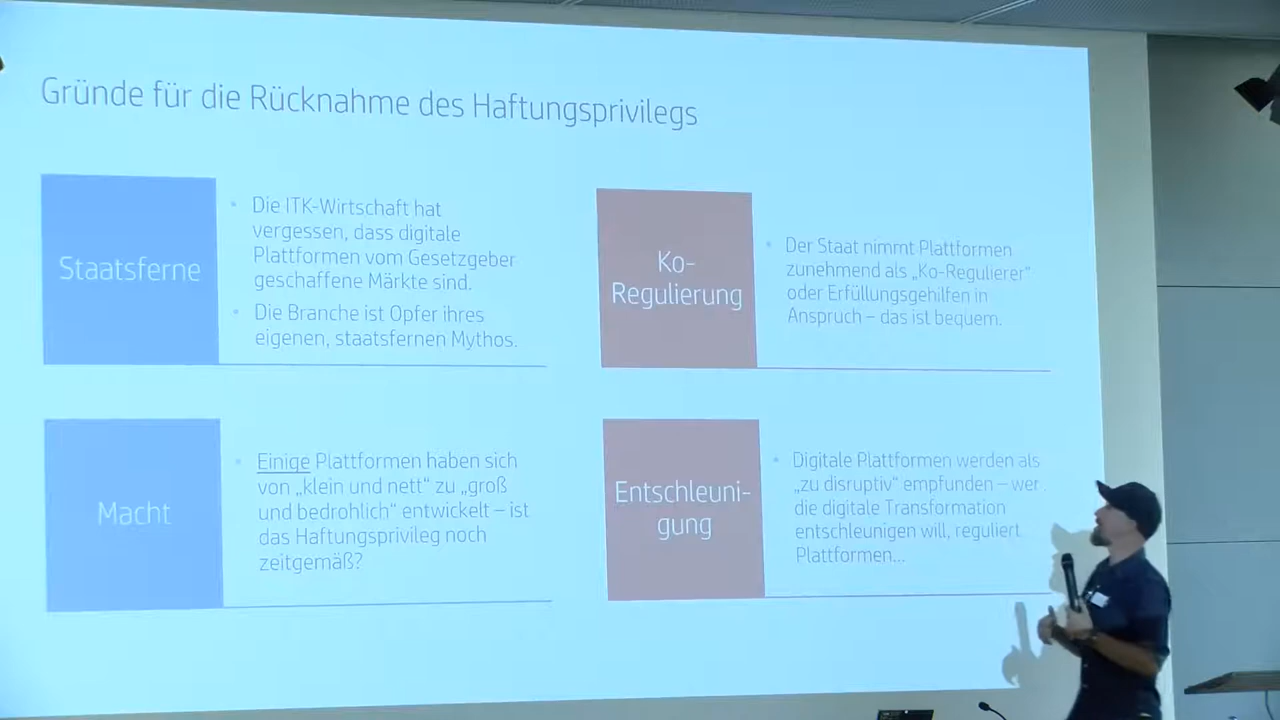 Gründe für die Rücknahme des Haftungsprivilegs
Staatsferne
• Die ITK-Wirtschaft hat
vergessen, dass digitale
Plattformen vom Gesetzgeber
geschaffene Märkte sind.
• Die Branche ist Opfer ihres
eigenen, staatsfernen Mythos.
Ko-
Regulierung
• Der Staat nimmt Plattformen
zunehmend als „Ko-Regulierer“
oder Erfüllungsgehilfen in
Anspruch – das ist bequem.
Macht
• Einige Plattformen haben sich
von „klein und nett“ zu „groß
und bedrohlich“ entwickelt – ist
das Haftungsprivileg noch
zeitgemäß?
Entschleuni-
gung
• Digitale Plattformen werden als
„zu disruptiv“ empfunden – wer
die digitale Transformation
entschleunigen will, reguliert
Plattformen...